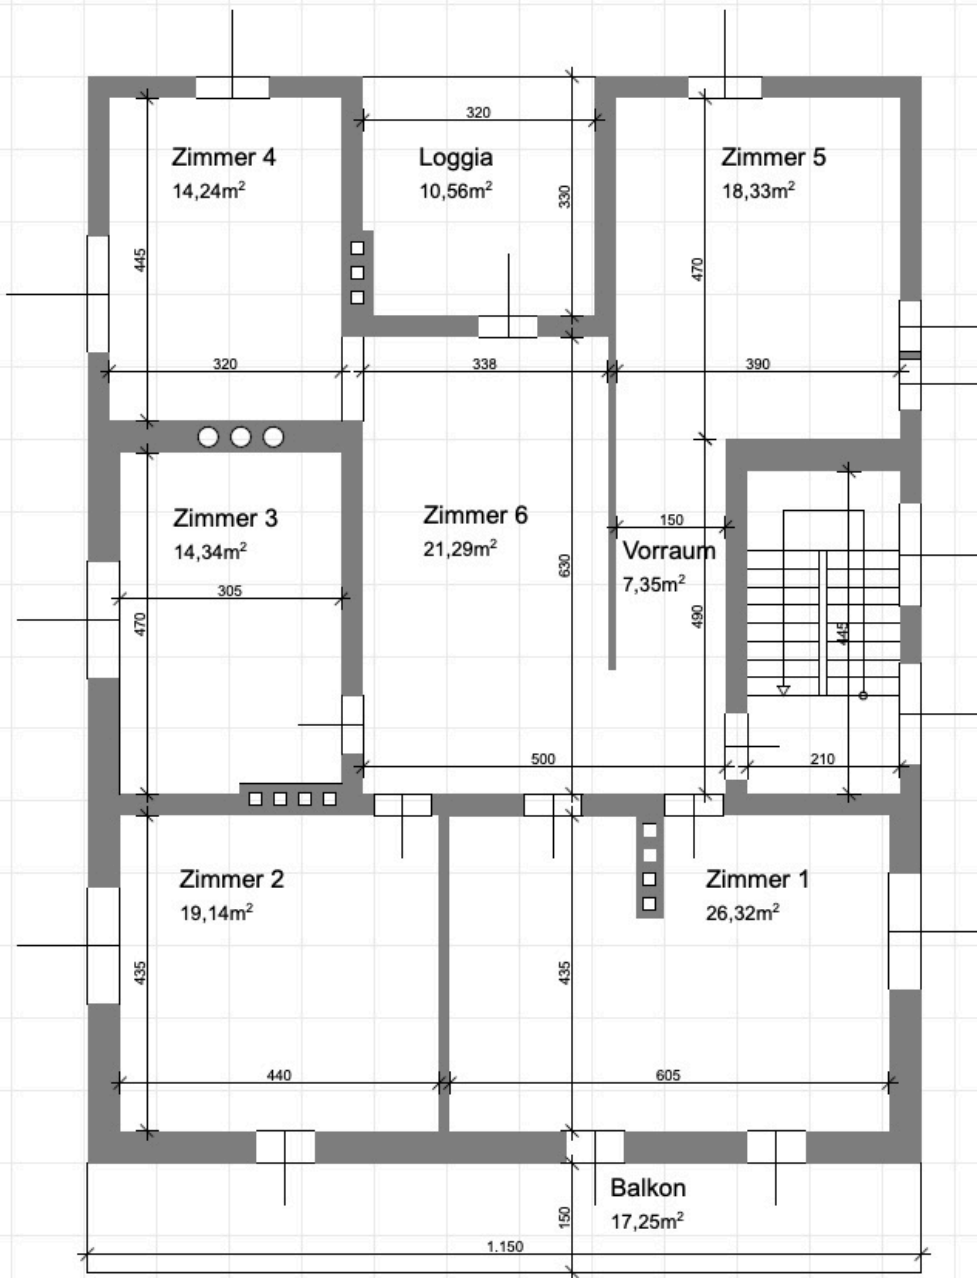 320
Zimmer 4
14,24m²
Loggia
10,56m²
Zimmer 5
18,33m²
330
445
470
320
338
390
Zimmer 3
14,34m²
Zimmer 6
21,29m²
150
Vorraum
7,35m²
630
305
470
490
445
500
210
Zimmer 2
19,14m²
Zimmer 1
26,32m²
435
435
440
605
Balkon
17,25m²
150
1.150